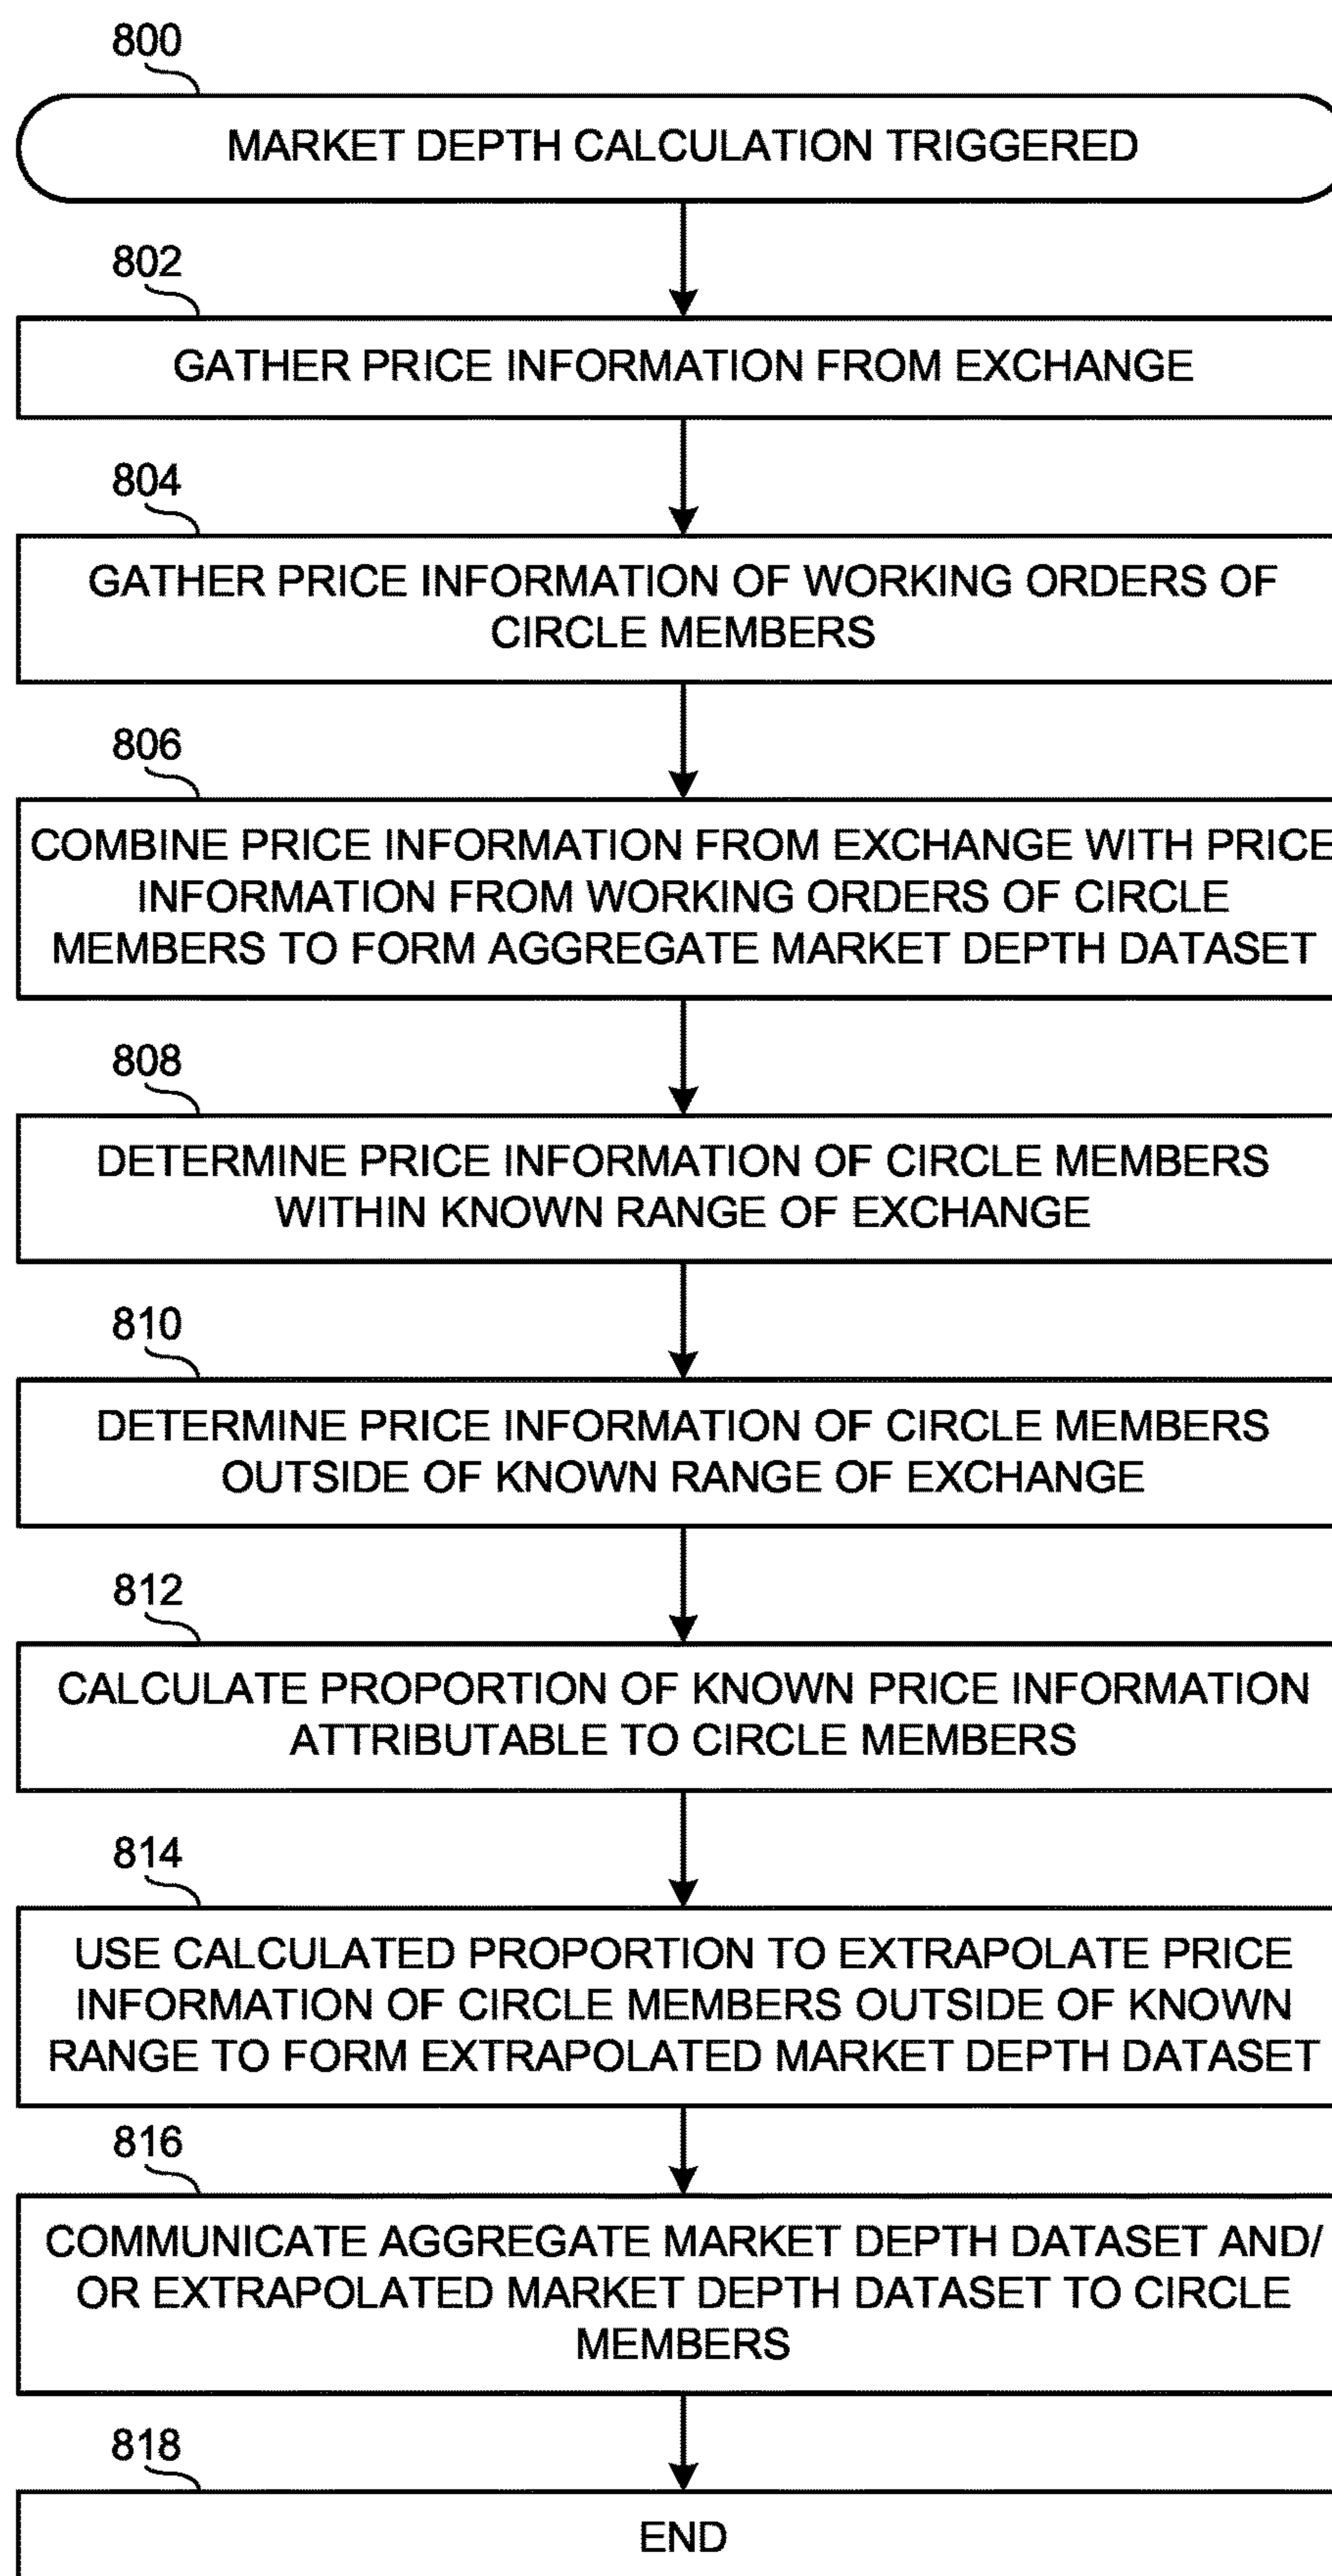 800
MARKET DEPTH CALCULATION TRIGGERED
802
GATHER PRICE INFORMATION FROM EXCHANGE
804
GATHER PRICE INFORMATION OF WORKING ORDERS OF
CIRCLE MEMBERS
806
COMBINE PRICE INFORMATION FROM EXCHANGE WITH PRICE
INFORMATION FROM WORKING ORDERS OF CIRCLE
MEMBERS TO FORM AGGREGATE MARKET DEPTH DATASET
808
DETERMINE PRICE INFORMATION OF CIRCLE MEMBERS
WITHIN KNOWN RANGE OF EXCHANGE
810
DETERMINE PRICE INFORMATION OF CIRCLE MEMBERS
OUTSIDE OF KNOWN RANGE OF EXCHANGE
812
CALCULATE PROPORTION OF KNOWN PRICE INFORMATION
ATTRIBUTABLE TO CIRCLE MEMBERS
814
USE CALCULATED PROPORTION TO EXTRAPOLATE PRICE
INFORMATION OF CIRCLE MEMBERS OUTSIDE OF KNOWN
RANGE TO FORM EXTRAPOLATED MARKET DEPTH DATASET
816
COMMUNICATE AGGREGATE MARKET DEPTH DATASET AND/
OR EXTRAPOLATED MARKET DEPTH DATASET TO CIRCLE
MEMBERS
818
END